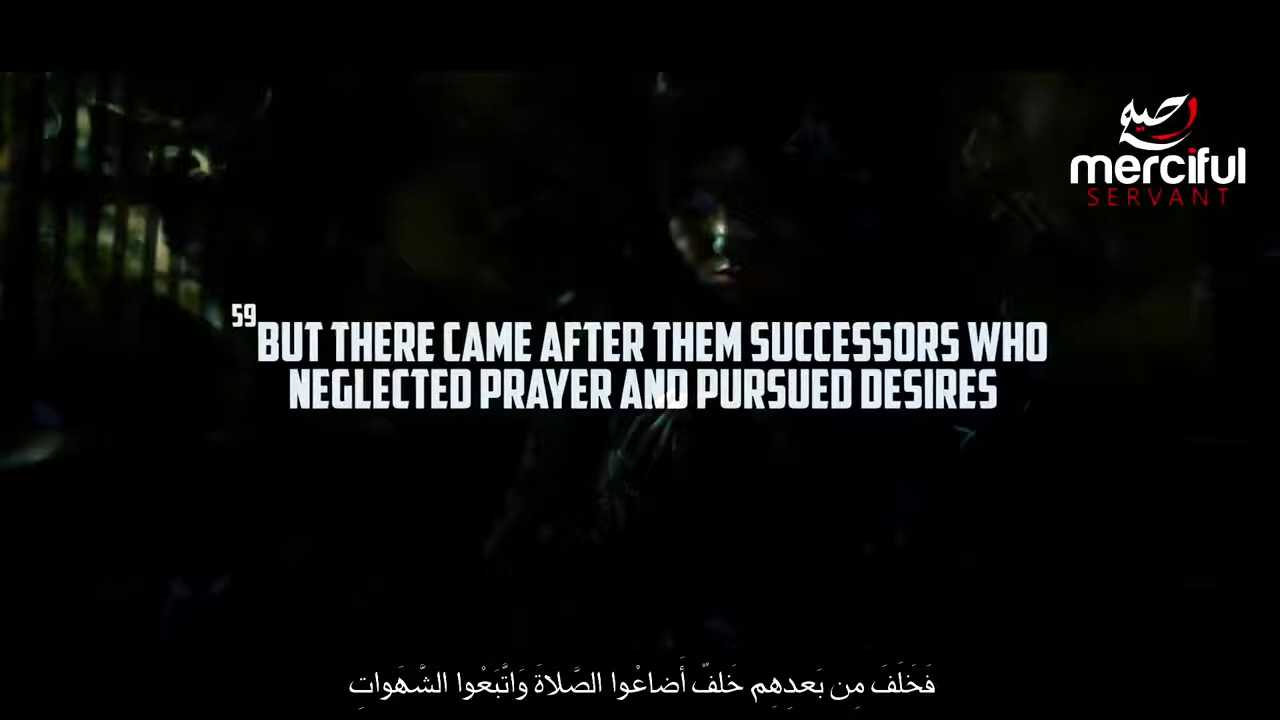 رحيم
merciful
SERVANT
59 BUT THERE CAME AFTER THEM SUCCESSORS WHO
NEGLECTED PRAYER AND PURSUED DESIRES
فَخَلَفَ مِن بَعدِهِم خَلفٌ أَضاعُوا الصَّلاةَ وَاتَّبَعُوا الشَّهَواتِ